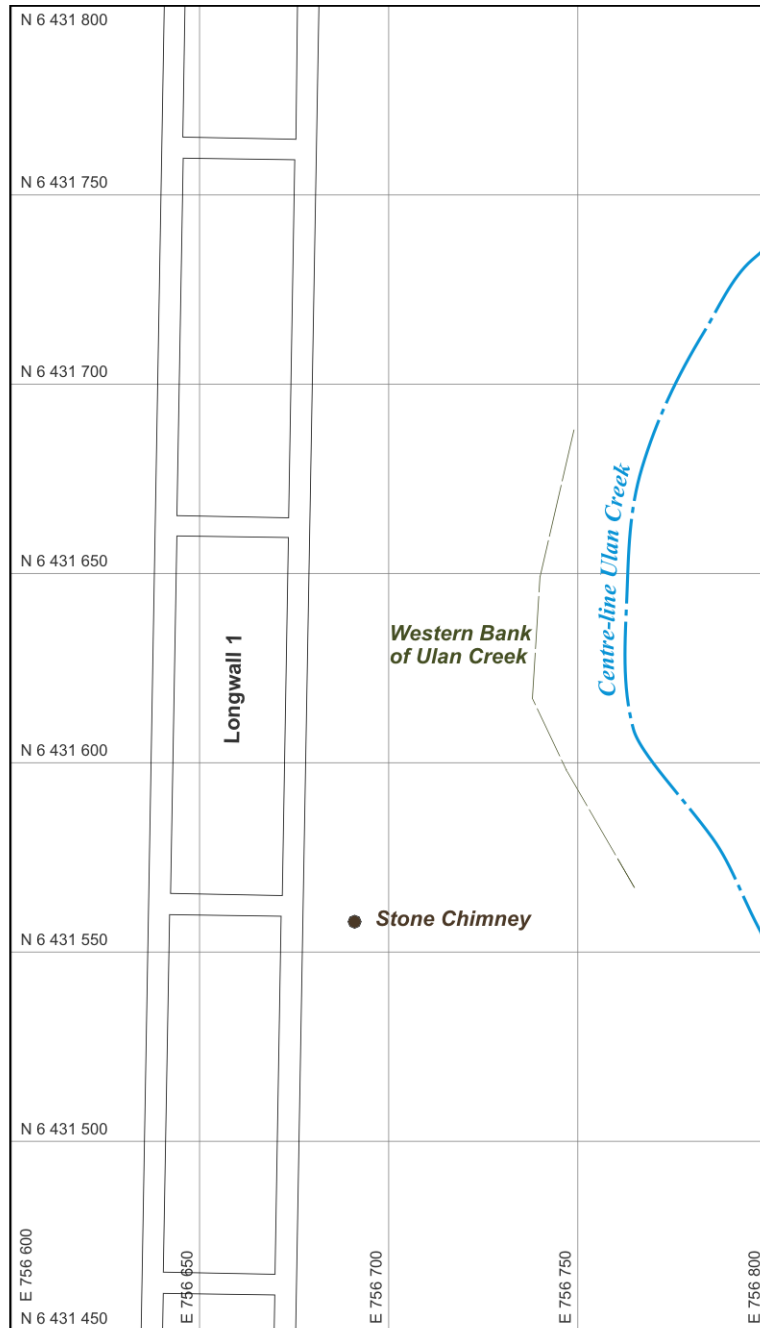 N 6 431 800
N 6 431 750
N 6 431 700
Centre-line Ulan Creek
N 6 431 650
Western Bank
of Ulan Creek
Longwall 1
N 6 431 600
Stone Chimney
N 6 431 550
N 6 431 500
E 756 600
E 756 650
E 756 700
E 756 750
E 756 800
N 6 431 450